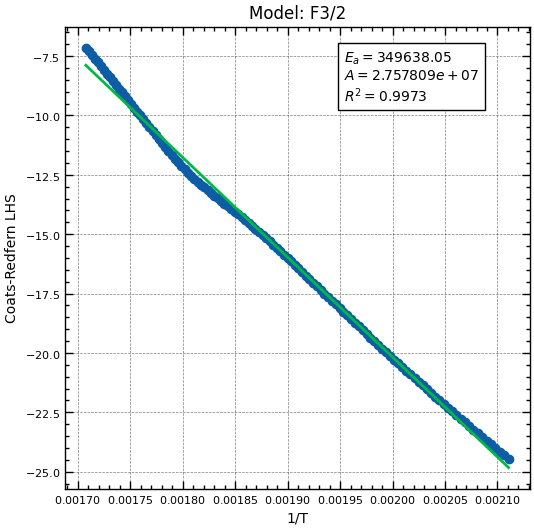 Model: F3/2
Eₐ = 349638.05
A = 2.757809e + 07
R² = 0.9973
−7.5
−10.0
−12.5
−15.0
−17.5
−20.0
−22.5
−25.0
Coats-Redfern LHS
0.00170 0.00175 0.00180 0.00185 0.00190 0.00195 0.00200 0.00205 0.00210
1/T